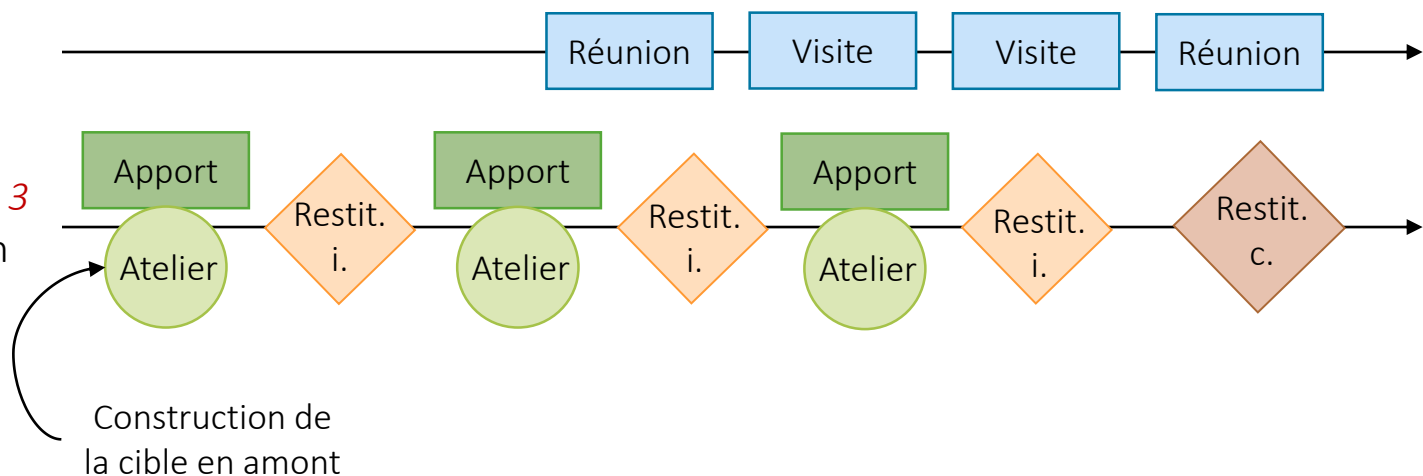 Réunion
Visite
Visite
Réunion
Apport
Apport
Apport
3
n
Atelier
Restit.
i.
Atelier
Restit.
i.
Atelier
Restit.
i.
Restit.
c.
Construction de
la cible en amont